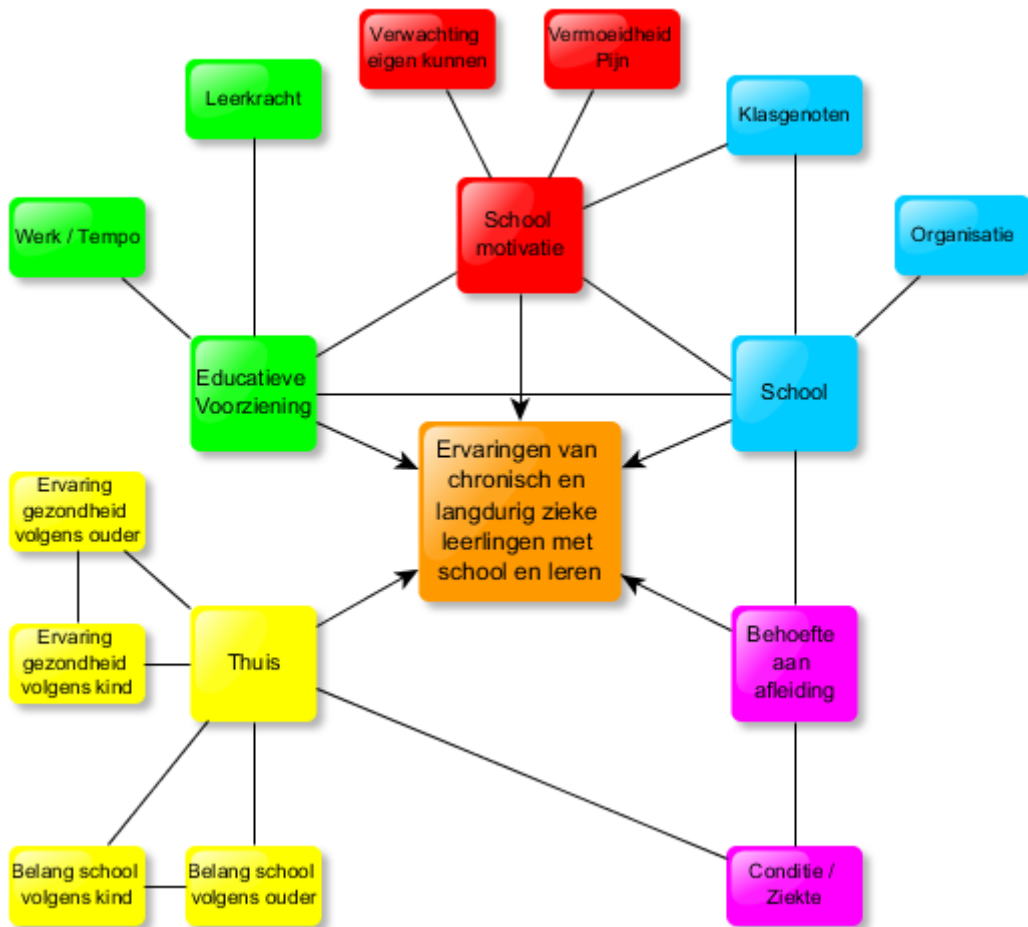 Verwachting
eigen kunnen
Vermoeidheid
Pijn
Leerkracht
Klasgenoten
Werk / Tempo
School
motivatie
Organisatie
Educatieve
Voorziening
School
Ervaringen van
chronisch en
langdurig zieke
leerlingen met
school en leren
Ervaring
gezondheid
volgens ouder
Ervaring
gezondheid
volgens kind
Thuis
Behoefte
aan
afleiding
Belang school
volgens kind
Belang school
volgens ouder
Conditie /
Ziekte